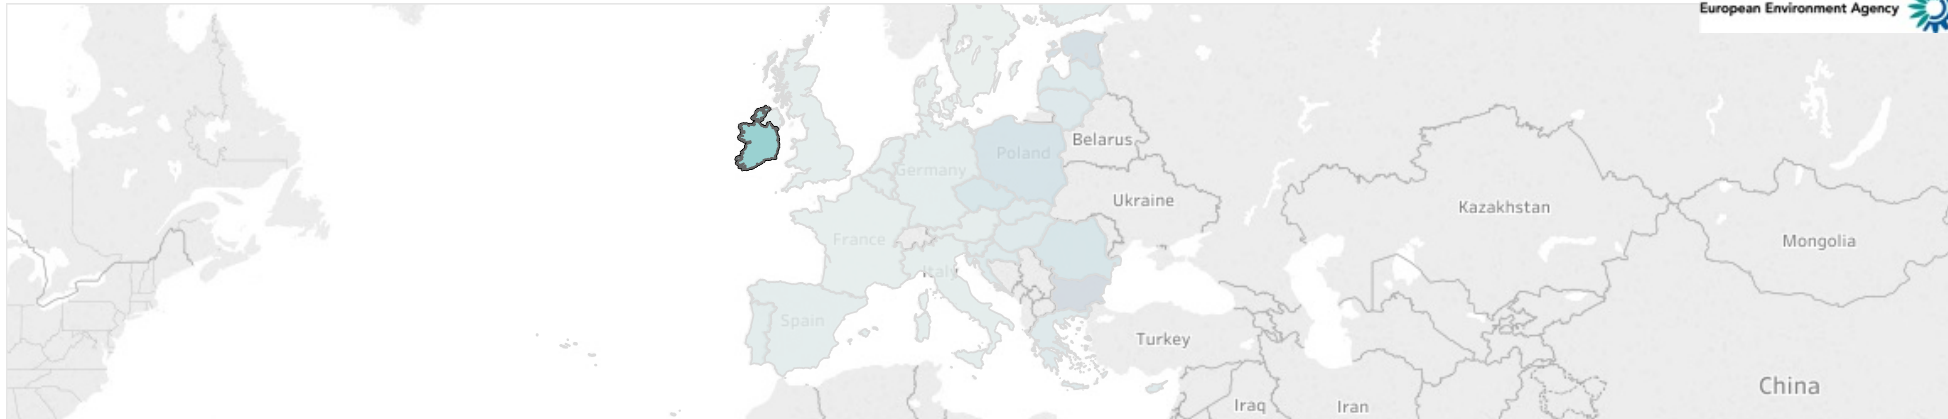 European Environment Agency
Belarus
Poland
Germany
Ukraine
Kazakhstan
France
Mongolia
Italy
Spain
Turkey
China
Iraq
Iran